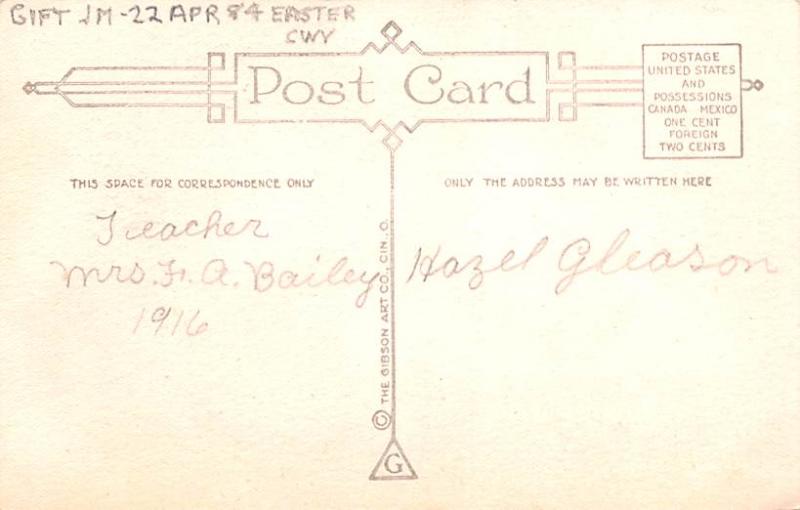 GIFT JM-22 APR 84 EASTER
CWY
Post Card
POSTAGE
UNITED STATES
AND
POSSESSIONS
CANADA MEXICO
ONE CENT
FOREIGN
TWO CENTS
THIS SPACE FOR CORRESPONDENCE ONLY
ONLY THE ADDRESS MAY BE WRITTEN HERE
Teacher
Mrs. F. A. Bailey
1916
Hazel Gleason
© THE GIBSON ART CO., CIN., O.
G